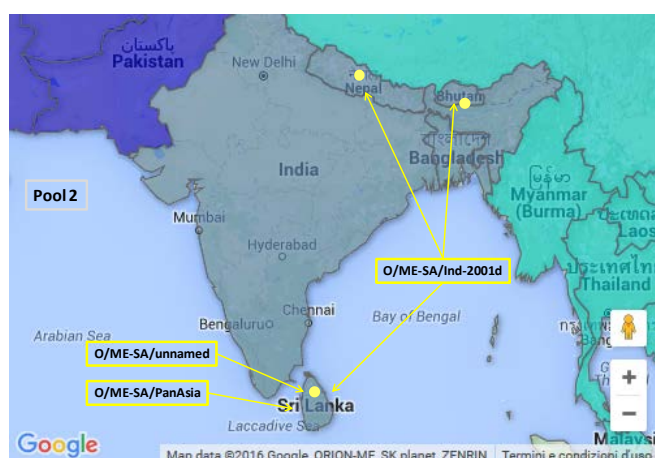 پاکستان
Pakistan
New Delhi
Nepal
Bhutan
বাংলাদেশ
Bangladesh
India
မြန်မာ
Myanmar
(Burma)
Laos
Pool 2
Mumbai
Hyderabad
O/ME-SA/Ind-2001d
ประเทศไทย
Thailand
Chennai
Bengaluru
Bay of Bengal
Arabian Sea
O/ME-SA/unnamed
O/ME-SA/PanAsia
Sri Lanka
Laccadive Sea
+
−
Malaysi
Google
Map data ©2016 Google, ORION-ME, SK planet, ZENRIN
Termini e condizioni d'uso